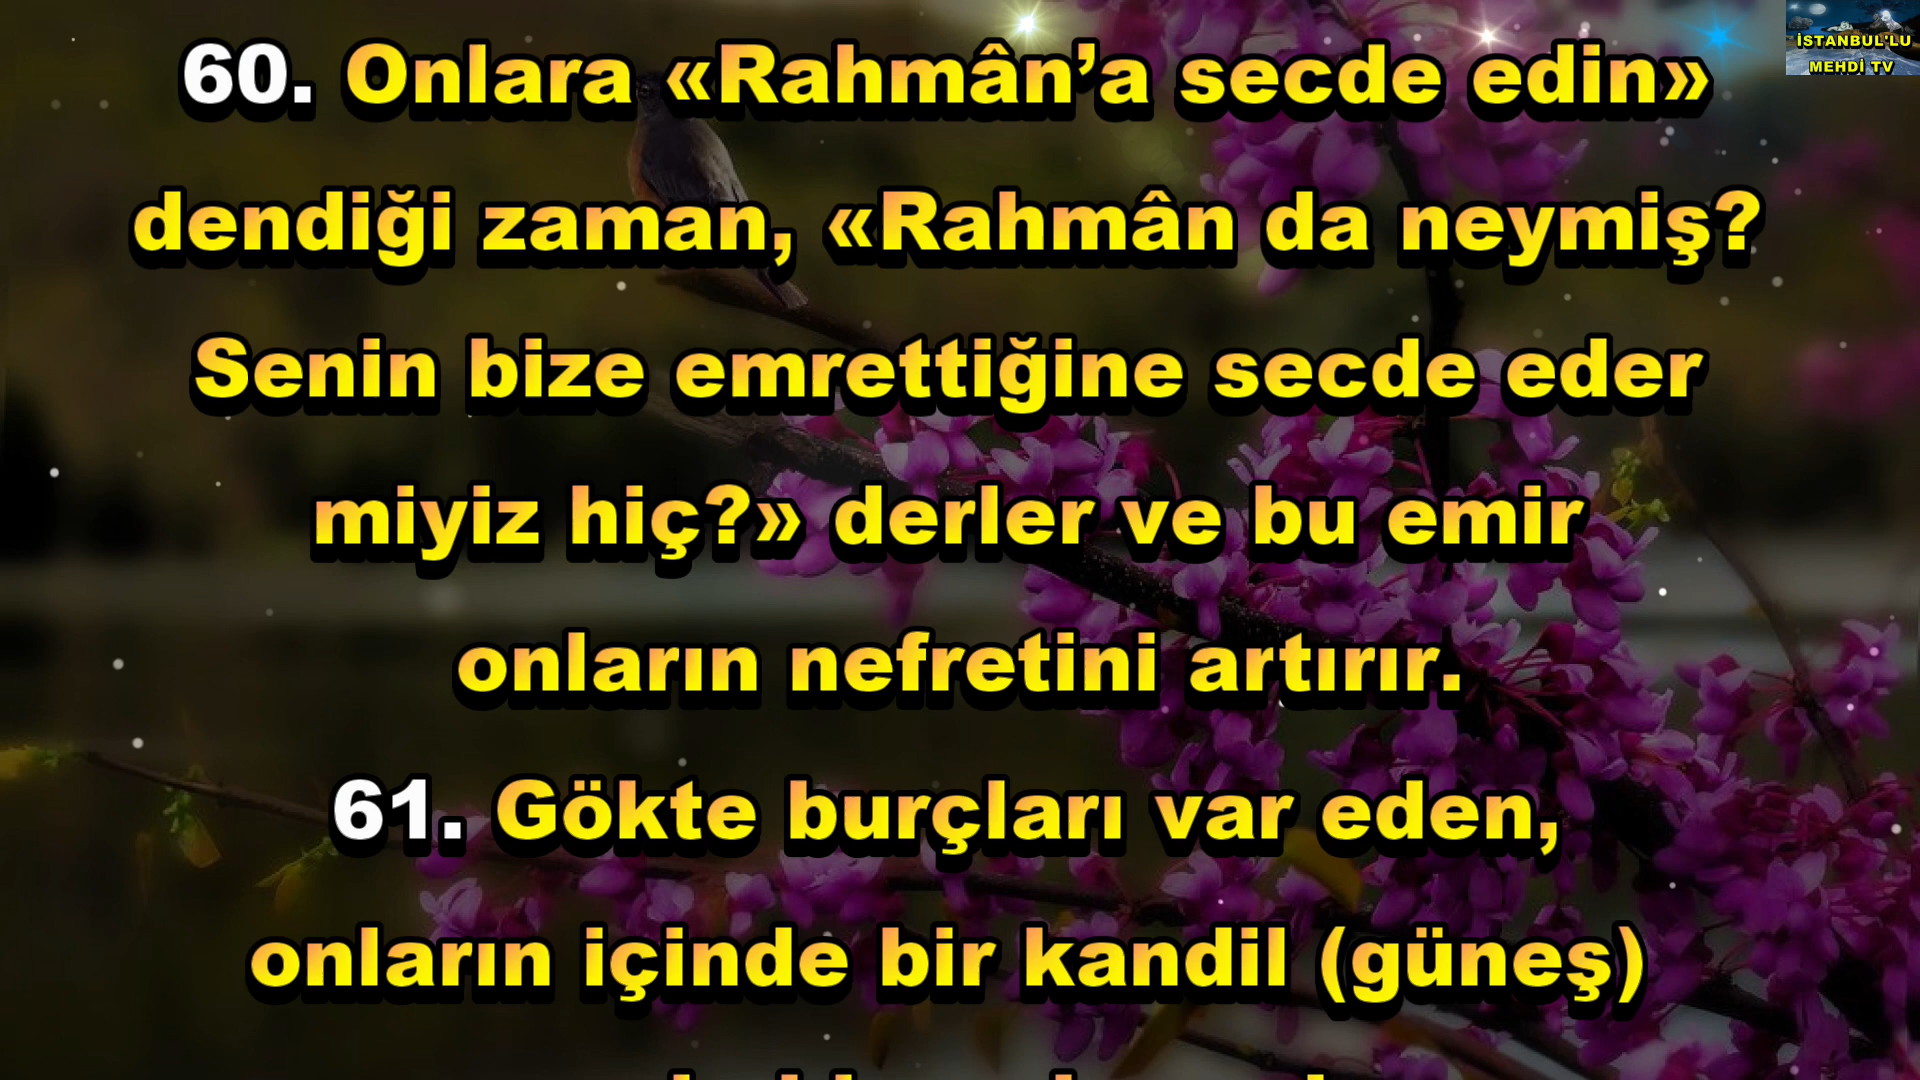 60. Onlara «Rahmân’a secde edin»
dendiği zaman, «Rahmân da neymiş?
Senin bize emrettiğine secde eder
miyiz hiç?» derler ve bu emir
onların nefretini artırır.
61. Gökte burçları var eden,
onların içinde bir kandil (güneş)
İSTANBUL'LU
MEHDİ TV